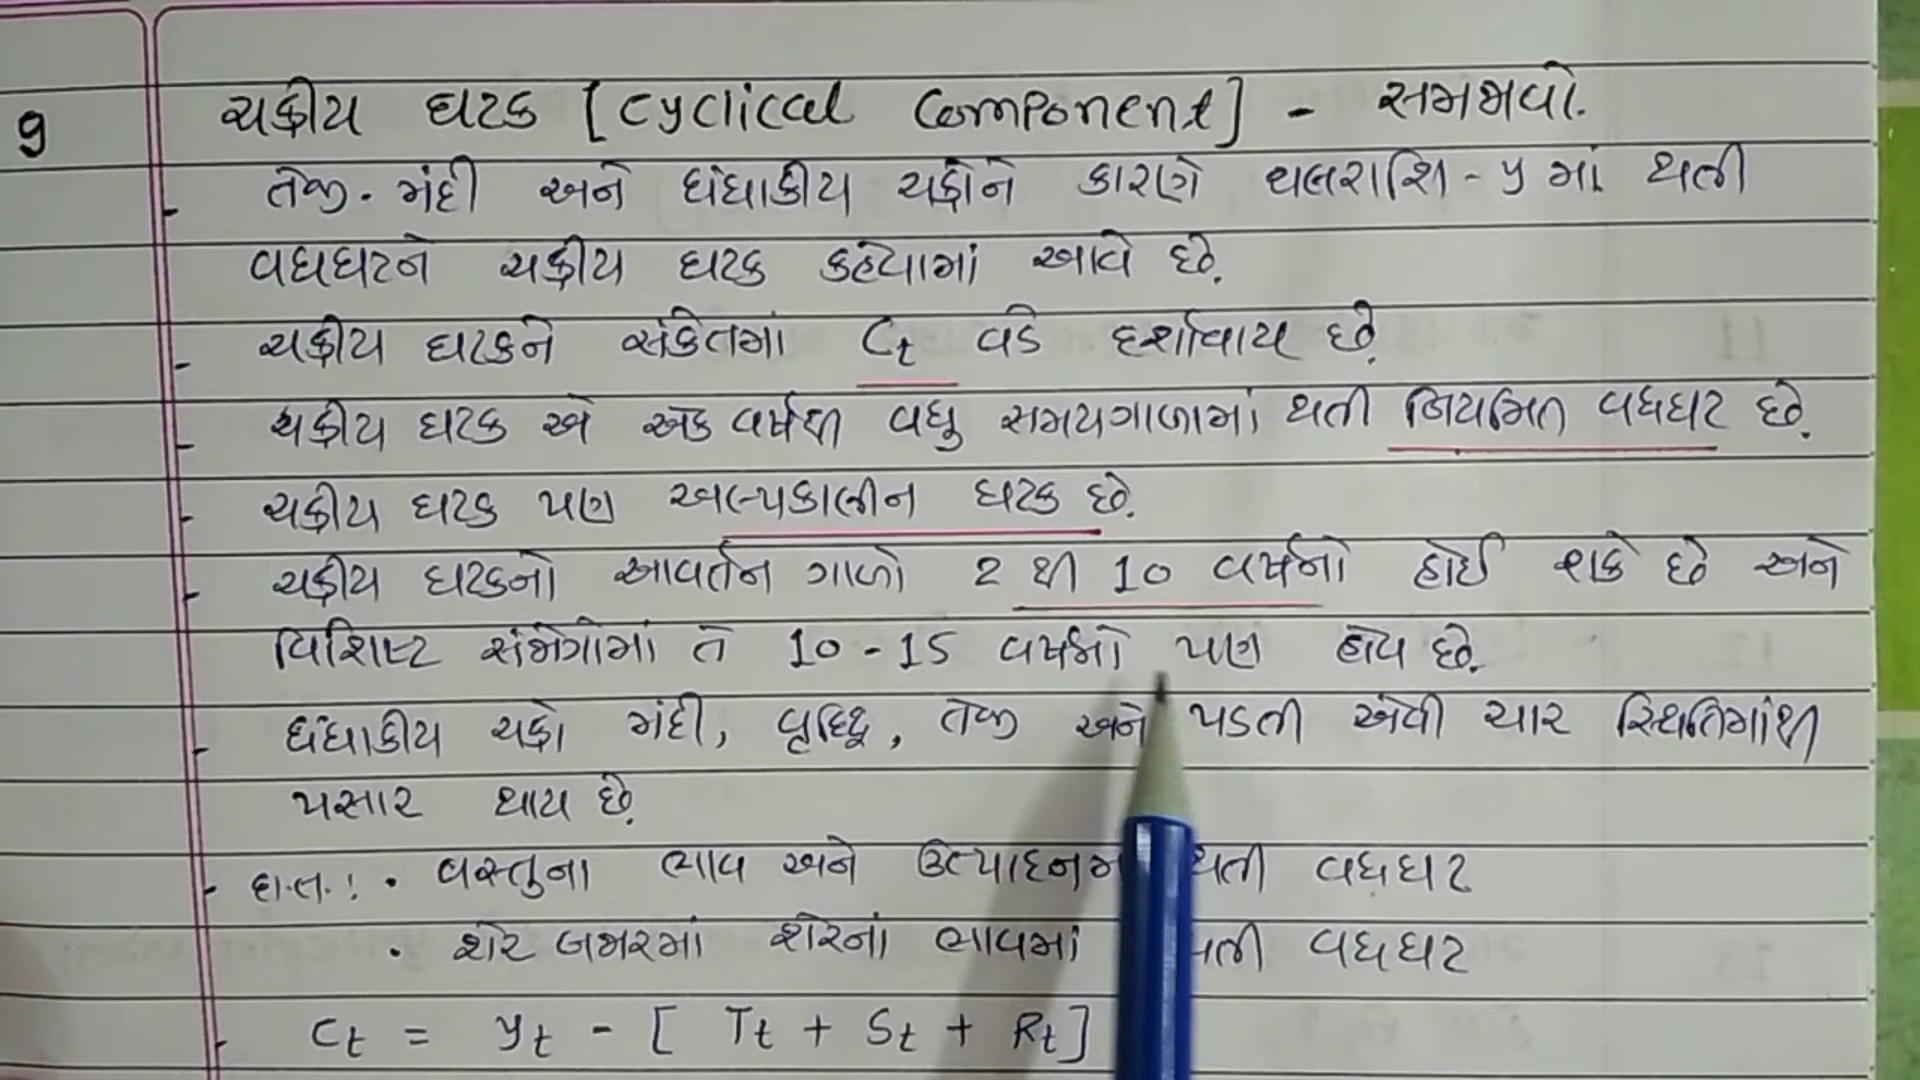 9 ચક્રીય ઘટક [Cyclical Component] - સમજાવો.
- તેજી. મંદી અને ધંધાકીય ચક્રોને કારણે ચલરાશિ - y માં થતી
વધઘટને ચક્રીય ઘટક કહેવામાં આવે છે.
- ચક્રીય ઘટકને સંકેતમાં Ct વડે દર્શાવાય છે.
- ચક્રીય ઘટક એ એક વર્ષથી વધુ સમયગાળામાં થતી નિયમિત વધઘટ છે.
- ચક્રીય ઘટક પણ અલ્પકાલીન ઘટક છે.
- ચક્રીય ઘટકનો આવર્તન ગાળો 2 થી 10 વર્ષનો હોઈ શકે છે અને
વિશિષ્ટ સંજોગોમાં તે 10 - 15 વર્ષનો પણ હોય છે.
- ધંધાકીય ચક્રો મંદી, વૃદ્ધિ, તેજી અને પડતી એવી ચાર સ્થિતિમાંથી
પસાર થાય છે.
- દા.ત. : • વસ્તુના ભાવ અને ઉત્પાદનમાં થતી વધઘટ
• શેર બજારમાં શેરનાં ભાવમાં થતી વધઘટ
- Ct = yt - [ Tt + St + Rt ]